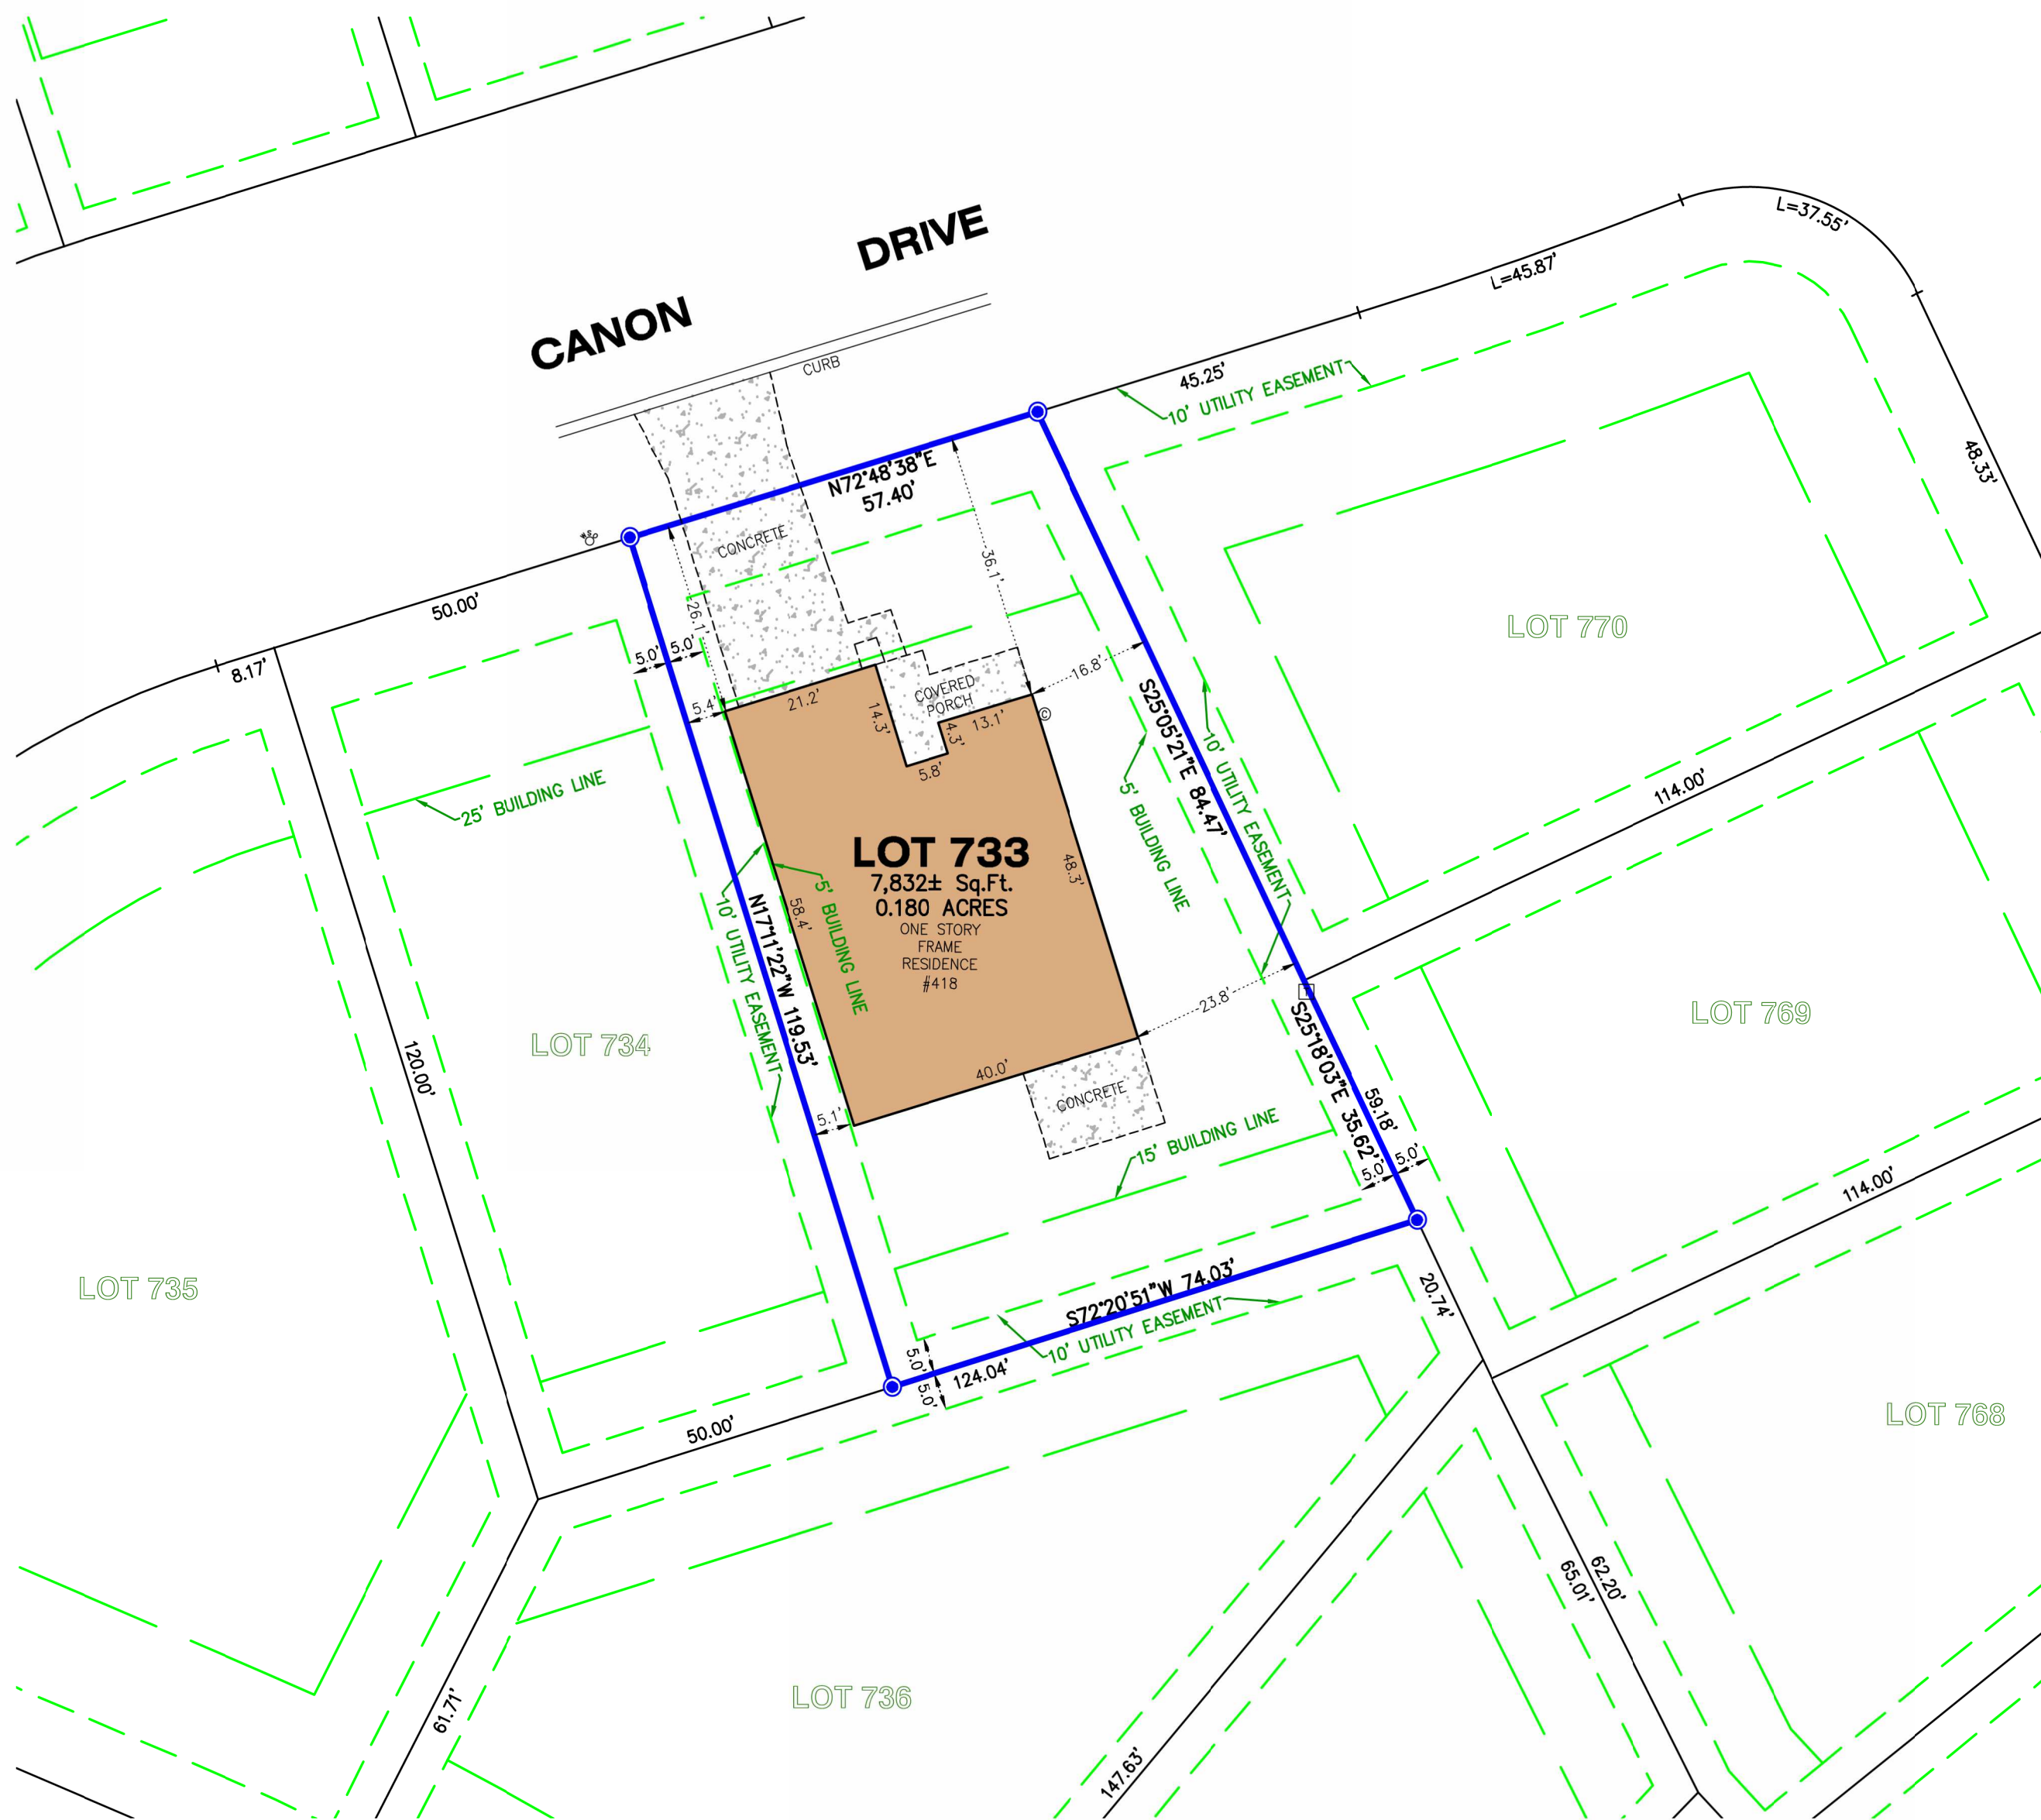 CANON DRIVE
CURB
L=37.55'
L=45.87'
45.25'
10' UTILITY EASEMENT
48.33'
N72°48'38"E
57.40'
CONCRETE
36.1'
26.1'
50.00'
8.17'
5.0'
5.0'
5.4'
21.2'
14.3'
COVERED
PORCH
4.3'
13.1'
5.8'
16.8'
©
LOT 770
S25°05'21"E 84.47'
10' UTILITY EASEMENT
5' BUILDING LINE
25' BUILDING LINE
114.00'
LOT 733
7,832± Sq.Ft.
0.180 ACRES
ONE STORY
FRAME
RESIDENCE
#418
48.3'
58.4'
5' BUILDING LINE
10' UTILITY EASEMENT
N17°11'22"W 119.53'
23.8'
T
S25°18'03"E 35.62'
59.18'
LOT 769
LOT 734
120.00'
40.0'
CONCRETE
5.1'
15' BUILDING LINE
5.0'
5.0'
114.00'
LOT 735
S72°20'51"W 74.03'
10' UTILITY EASEMENT
20.74'
5.0'
5.0'
124.04'
50.00'
LOT 768
65.01'
62.20'
61.71'
LOT 736
147.63'